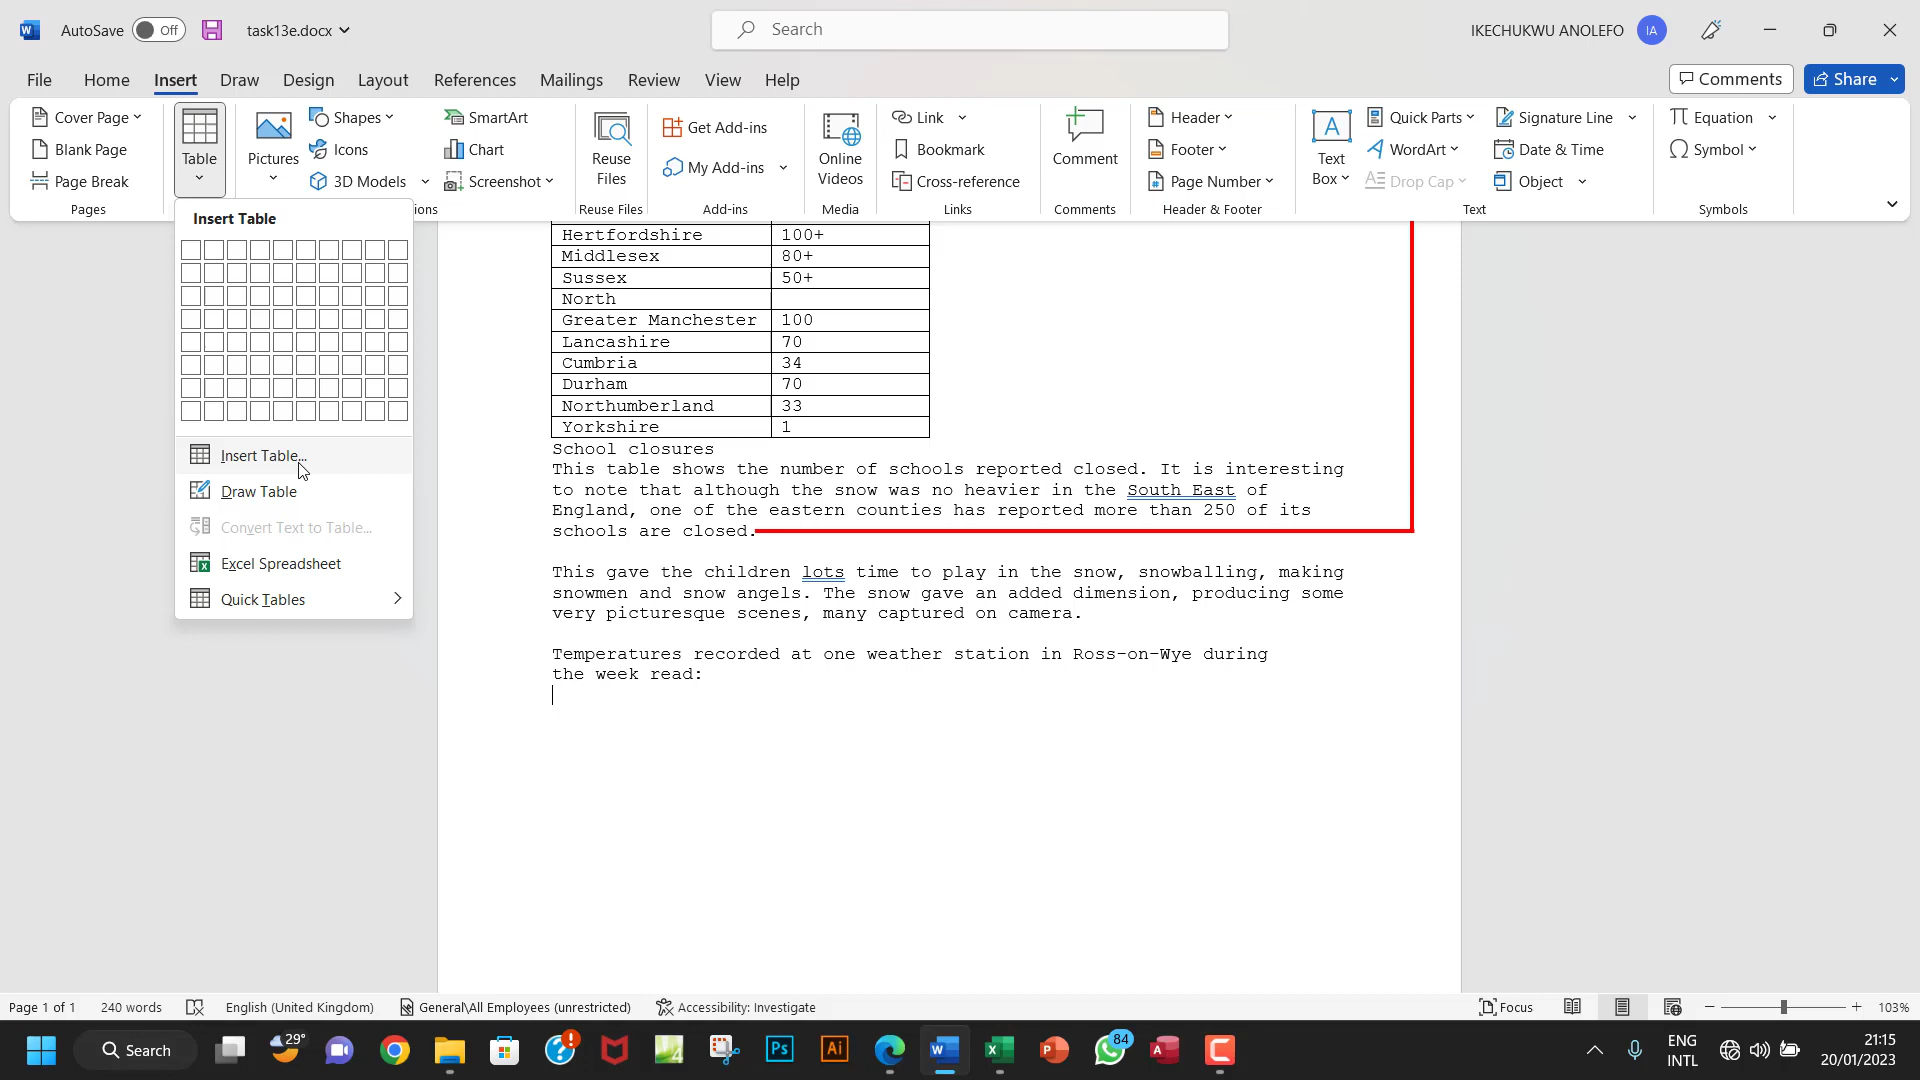 AutoSave Off task13e.docx Search IKECHUKWU ANOLEFO IA
File Home Insert Draw Design Layout References Mailings Review View Help Comments Share
Cover Page
Blank Page
Page Break
Pages
Table
Pictures
Shapes
Icons
3D Models
SmartArt
Chart
Screenshot
ions
Reuse
Files
Reuse Files
Get Add-ins
My Add-ins
Add-ins
Online
Videos
Media
Link
Bookmark
Cross-reference
Links
Comment
Comments
Header
Footer
Page Number
Header & Footer
Text
Box
Quick Parts
WordArt
Drop Cap
Signature Line
Date & Time
Object
Text
Equation
Symbol
Symbols
Insert Table
Insert Table...
Draw Table
Convert Text to Table...
Excel Spreadsheet
Quick Tables
Hertfordshire 100+
Middlesex 80+
Sussex 50+
North
Greater Manchester 100
Lancashire 70
Cumbria 34
Durham 70
Northumberland 33
Yorkshire 1
School closures
This table shows the number of schools reported closed. It is interesting
to note that although the snow was no heavier in the South East of
England, one of the eastern counties has reported more than 250 of its
schools are closed.
This gave the children lots time to play in the snow, snowballing, making
snowmen and snow angels. The snow gave an added dimension, producing some
very picturesque scenes, many captured on camera.
Temperatures recorded at one weather station in Ross-on-Wye during
the week read:
Page 1 of 1 240 words English (United Kingdom) General\All Employees (unrestricted) Accessibility: Investigate Focus 103%
29° Search 4 Ps Ai W X P 84 A C
ENG
INTL
21:15
20/01/2023